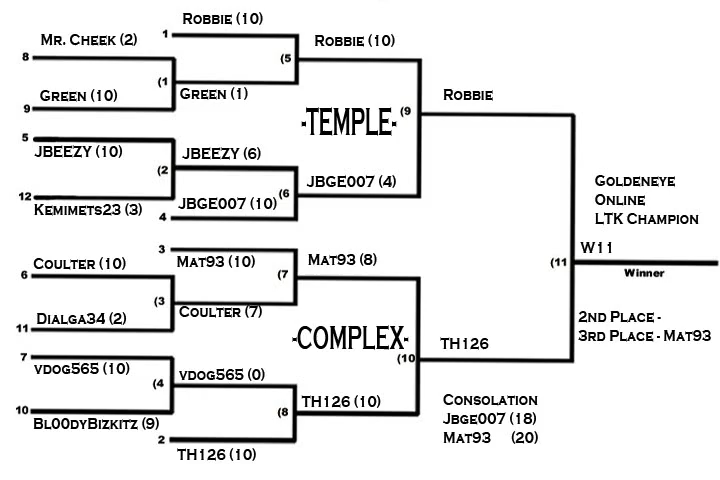 Robbie (10)
1
Mr. Cheek (2)
8
Robbie (10)
(5
(1
Green (10)
Green (1)
9
Robbie
-TEMPLE-
(9
5
JBEEZY (10)
JBEEZY (6)
(2
12
Kemimets23 (3)
JBGE007 (10)
4
(6
JBGE007 (4)
Goldeneye
Online
LTK Champion
W11
(11
Winner
3
Mat93 (10)
Mat93 (8)
6
Coulter (10)
(7
(3
Coulter (7)
11
Dialga34 (2)
-COMPLEX-
(10
TH126
2nd Place -
3rd Place - Mat93
7
vdog565 (10)
vdog565 (0)
(4
10
Bl00dyBizkitz (9)
TH126 (10)
(8
2
TH126 (10)
Consolation
Jbge007 (18)
Mat93 (20)